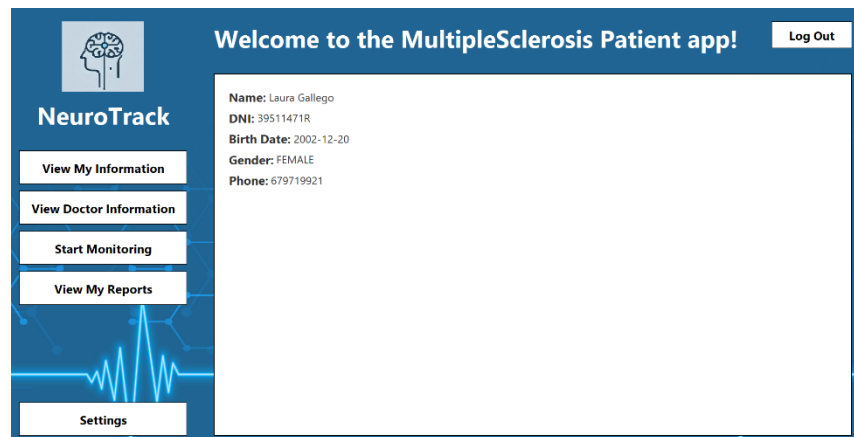 Welcome to the MultipleSclerosis Patient app!
Log Out
NeuroTrack
View My Information
View Doctor Information
Start Monitoring
View My Reports
Settings
Name: Laura Gallego
DNI: 39511471R
Birth Date: 2002-12-20
Gender: FEMALE
Phone: 679719921